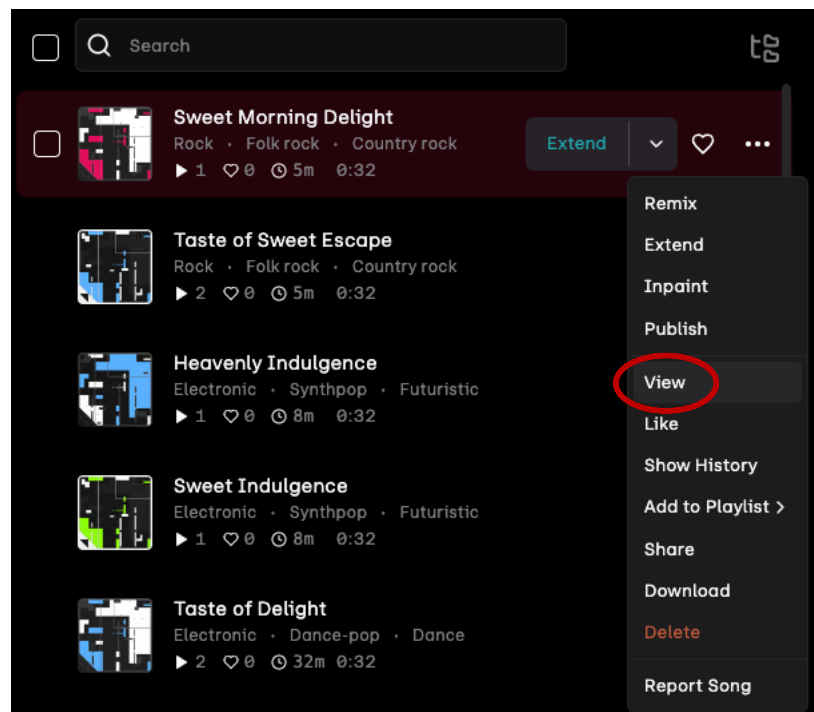 Search
Sweet Morning Delight
Rock · Folk rock · Country rock
1 0 5m 0:32
Extend
Taste of Sweet Escape
Rock · Folk rock · Country rock
2 0 5m 0:32
Heavenly Indulgence
Electronic · Synthpop · Futuristic
1 0 8m 0:32
Sweet Indulgence
Electronic · Synthpop · Futuristic
1 0 8m 0:32
Taste of Delight
Electronic · Dance-pop · Dance
2 0 32m 0:32
Remix
Extend
Inpaint
Publish
View
Like
Show History
Add to Playlist >
Share
Download
Delete
Report Song